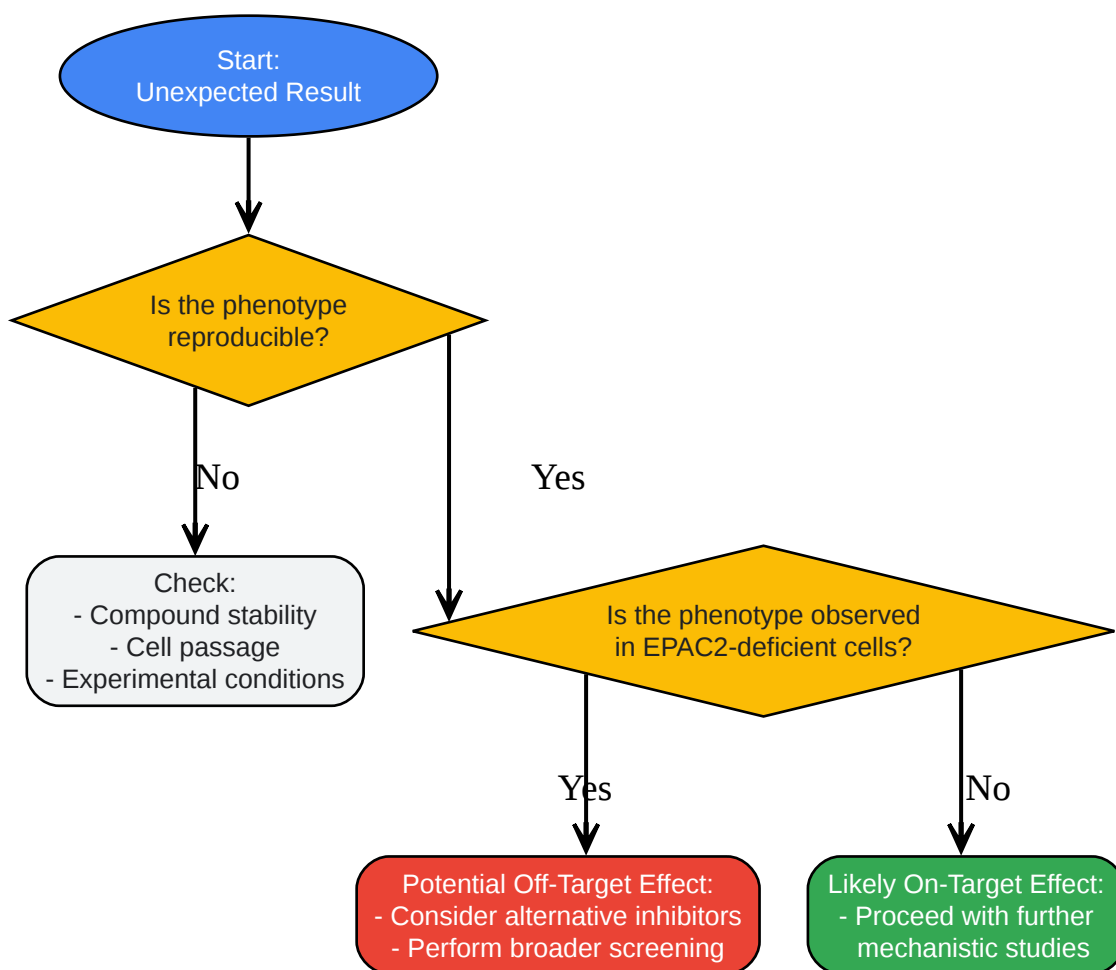 Start:
Unexpected Result
Is the phenotype
reproducible?
No
Yes
Check:
- Compound stability
- Cell passage
- Experimental conditions
Is the phenotype observed
in EPAC2-deficient cells?
Yes
No
Potential Off-Target Effect:
- Consider alternative inhibitors
- Perform broader screening
Likely On-Target Effect:
- Proceed with further
mechanistic studies